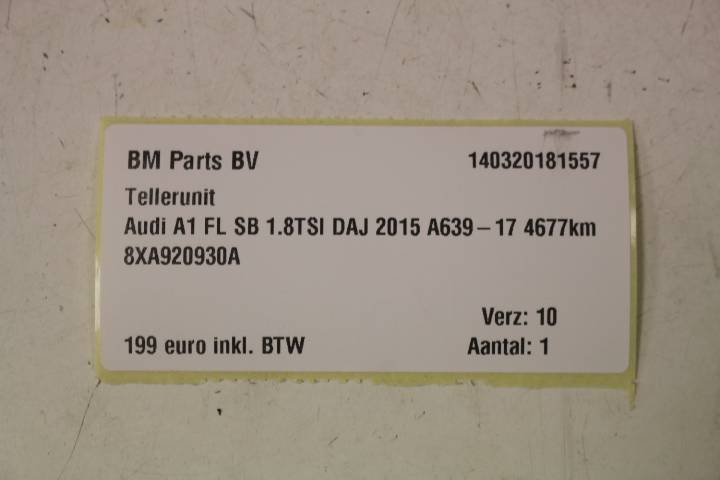 BM Parts BV 140320181557
Tellerunit
Audi A1 FL SB 1.8TSI DAJ 2015 A639-17 4677km
8XA920930A
Verz: 10
199 euro inkl. BTW Aantal: 1